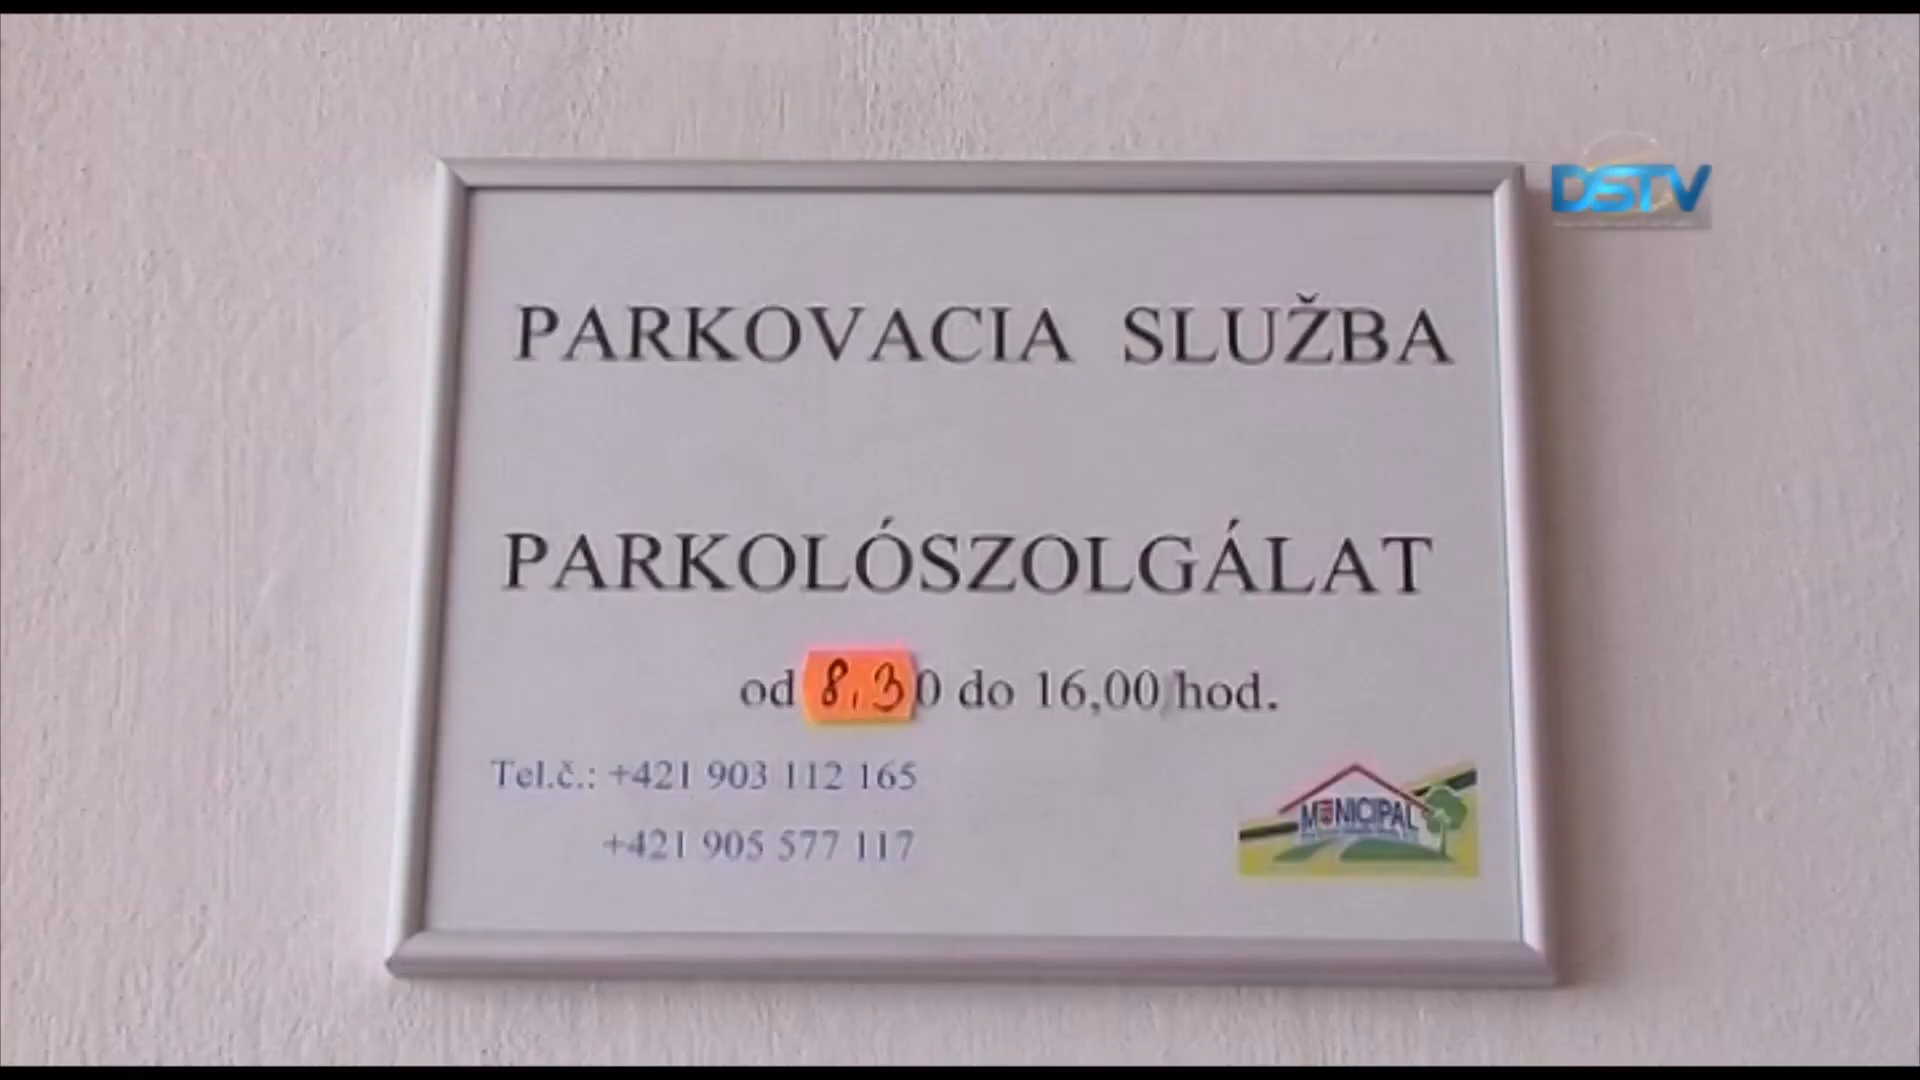 DSTV
PARKOVACIA SLUŽBA
PARKOLÓSZOLGÁLAT
od 8,30 do 16,00 hod.
Tel.č.: +421 903 112 165
+421 905 577 117
MUNICIPAL